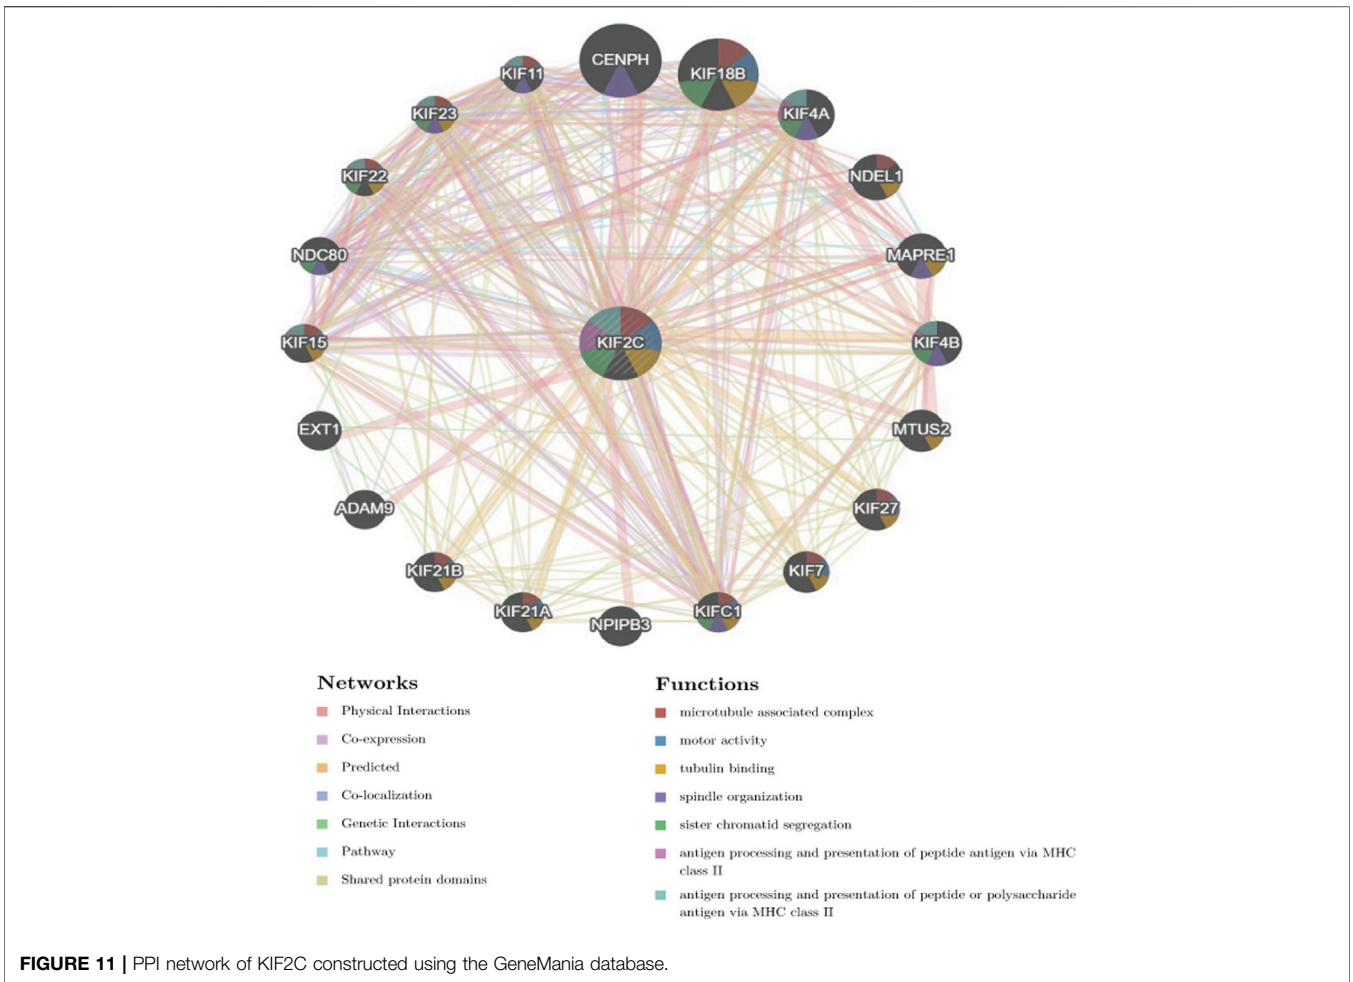 CENPH
KIF18B
KIF11
KIF23
KIF4A
KIF22
NDEL1
NDC80
MAPRE1
KIF15
KIF2C
KIF4B
EXT1
MTUS2
ADAM9
KIF27
KIF21B
KIF7
KIF21A
NPIPB3
KIFC1
Networks
Physical Interactions
Co-expression
Predicted
Co-localization
Genetic Interactions
Pathway
Shared protein domains
Functions
microtubule associated complex
motor activity
tubulin binding
spindle organization
sister chromatid segregation
antigen processing and presentation of peptide antigen via MHC
class II
antigen processing and presentation of peptide or polysaccharide
antigen via MHC class II
FIGURE 11 | PPI network of KIF2C constructed using the GeneMania database.